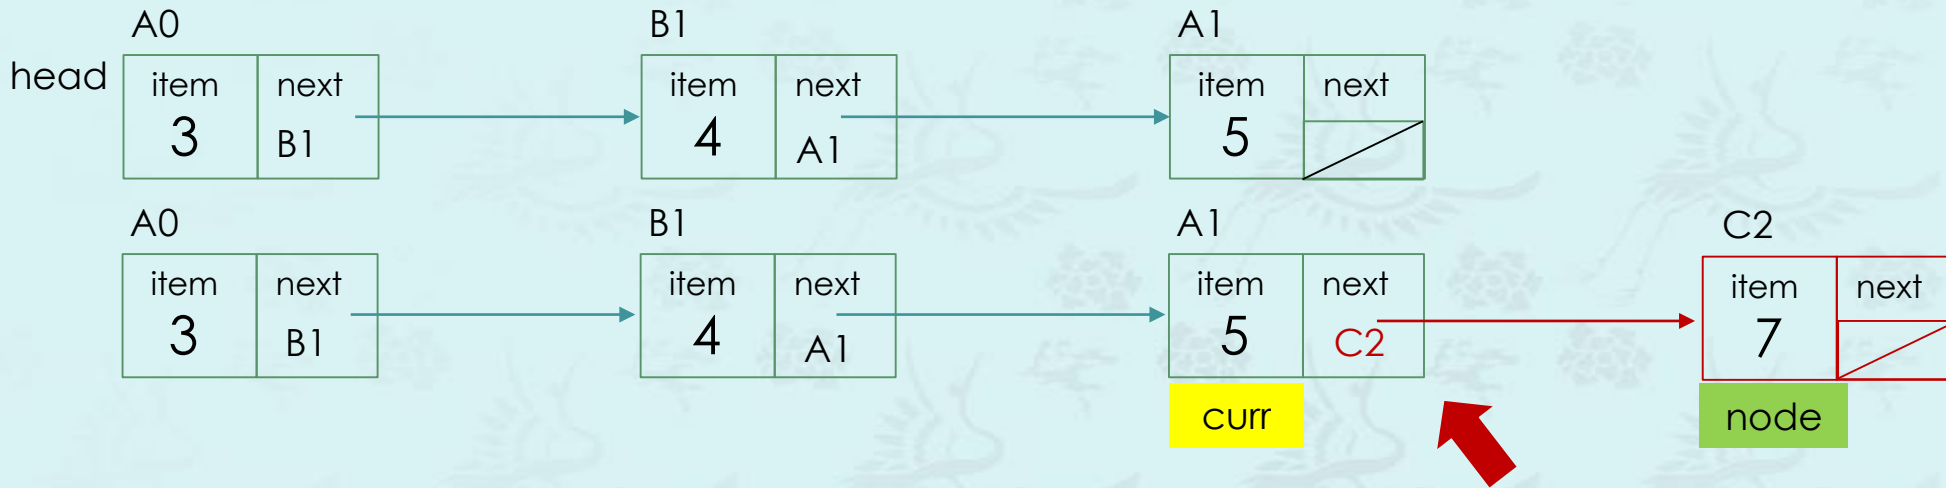 A0 B1 A1
head
item next item next item next
3 B1 4 A1 5
A0 B1 A1 C2
item next item next item next item next
3 B1 4 A1 5 C2 7
curr node